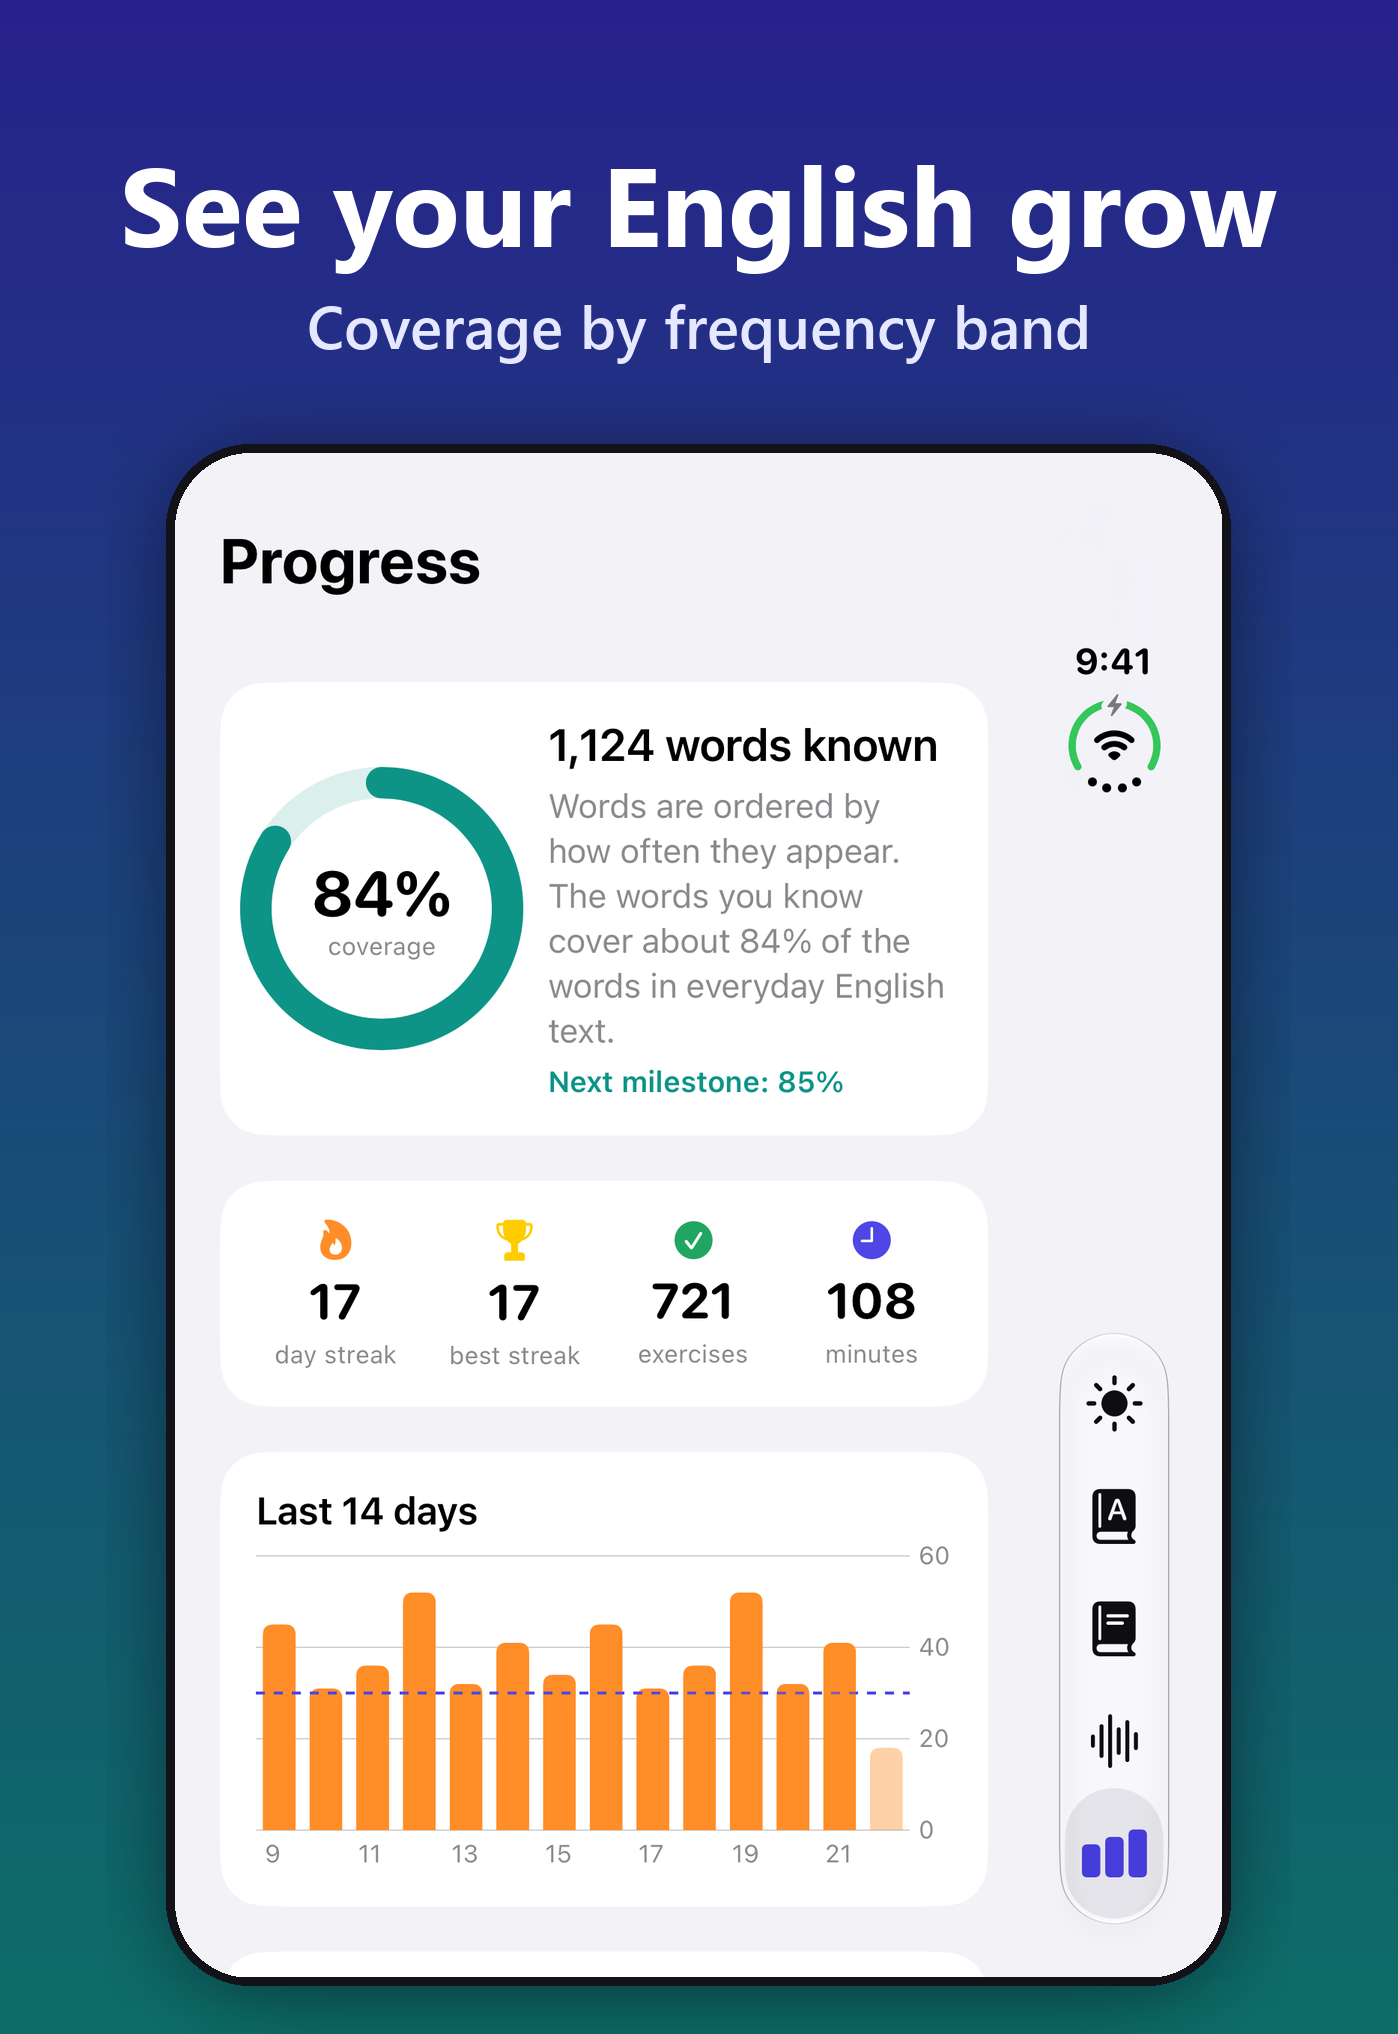 See your English grow
Coverage by frequency band
Progress
9:41
84%
coverage
1,124 words known
Words are ordered by
how often they appear.
The words you know
cover about 84% of the
words in everyday English
text.
Next milestone: 85%
17
day streak
17
best streak
721
exercises
108
minutes
Last 14 days
60
40
20
0
9 11 13 15 17 19 21
A